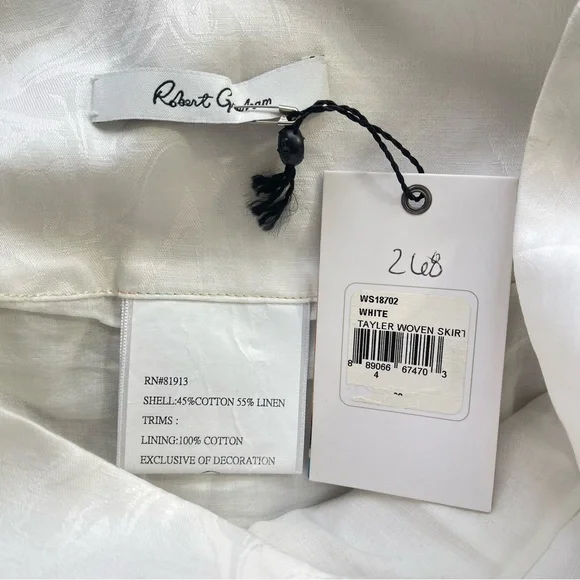 Robert Graham
268
WS18702
WHITE
TAYLER WOVEN SKIRT
8 89066 67470 3
4
RN#81913
SHELL:45%COTTON 55% LINEN
TRIMS :
LINING:100% COTTON
EXCLUSIVE OF DECORATION